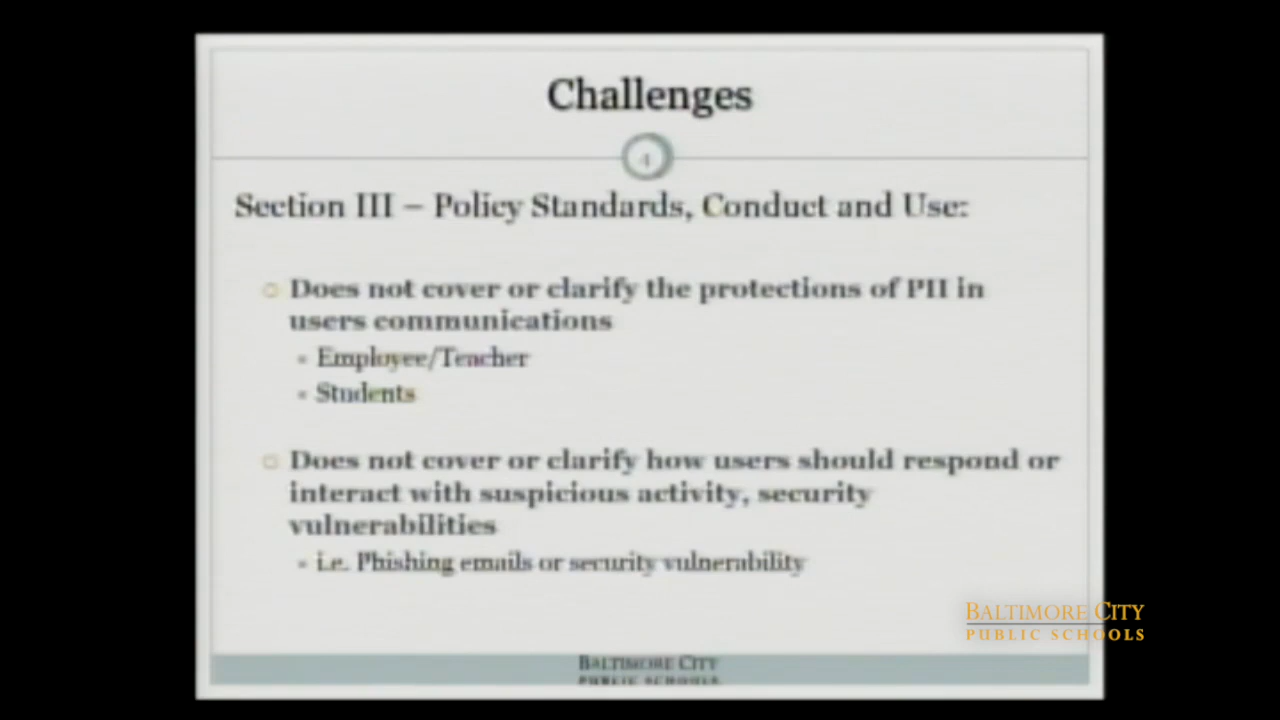 Challenges
4
Section III – Policy Standards, Conduct and Use:
Does not cover or clarify the protections of PII in
users communications
Employee/Teacher
Students
Does not cover or clarify how users should respond or
interact with suspicious activity, security
vulnerabilities
i.e. Phishing emails or security vulnerability
BALTIMORE CITY
PUBLIC SCHOOLS
BALTIMORE CITY
PUBLIC SCHOOLS